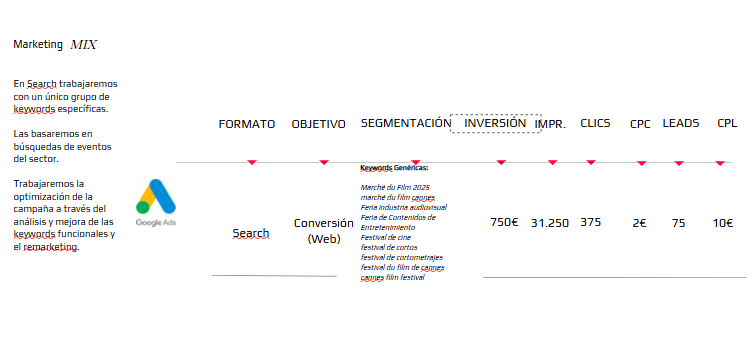 Marketing MIX
En Search trabajaremos
con un único grupo de
keywords específicas.
Las basaremos en
búsquedas de eventos
del sector.
Trabajaremos la
optimización de la
campaña a través del
análisis y mejora de las
keywords funcionales y
el remarketing.
Google Ads
FORMATO OBJETIVO SEGMENTACIÓN INVERSIÓN IMPR. CLICS CPC LEADS CPL
Search
Conversión
(Web)
Keywords Genéricas:
Marché du Film 2025
marché du film cannes
Feria industria audiovisual
Feria de Contenidos de
Entretenimiento
Festival de cine
festival de cortos
festival de cortometrajes
festival du film de cannes
cannes film festival
750€ 31.250 375 2€ 75 10€